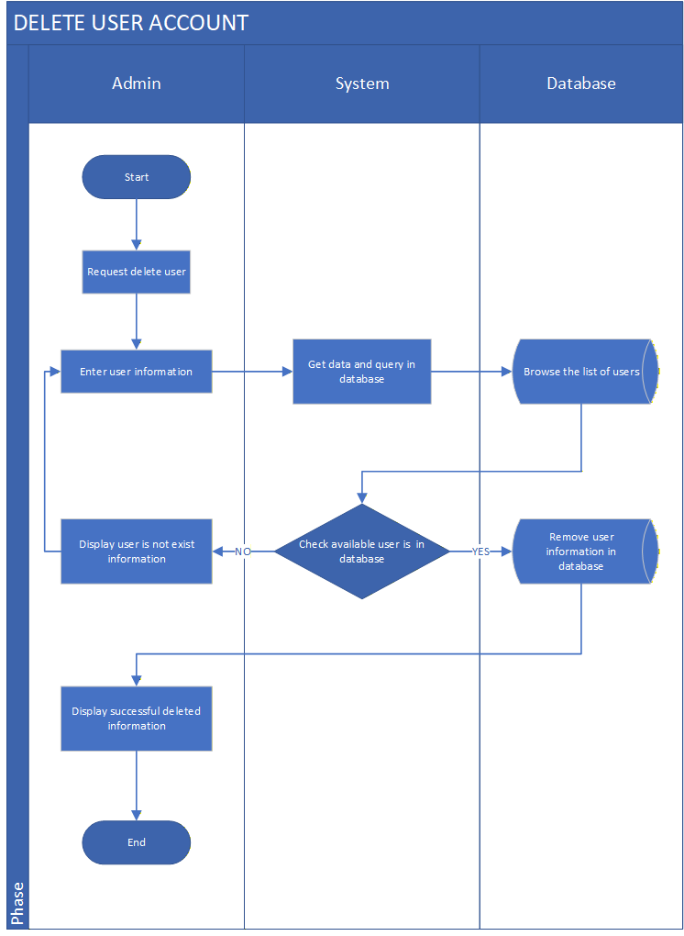 DELETE USER ACCOUNT
Admin
System
Database
Start
Request delete user
Enter user information
Get data and query in
database
Browse the list of users
Display user is not exist
information
NO
Check available user is in
database
YES
Remove user
information in
database
Display successful deleted
information
End
Phase